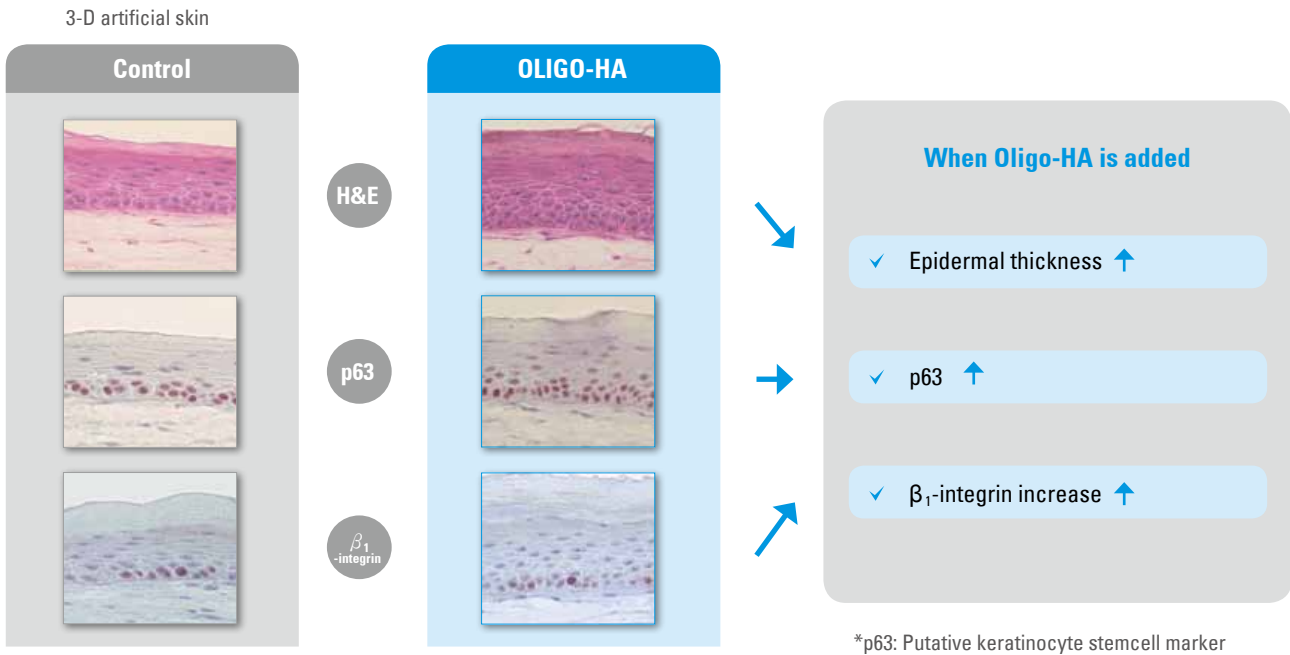 3-D artificial skin
Control
OLIGO-HA
H&E
p63
β1
-integrin
When Oligo-HA is added
✓ Epidermal thickness ↑
✓ p63 ↑
✓ β₁-integrin increase ↑
*p63: Putative keratinocyte stemcell marker